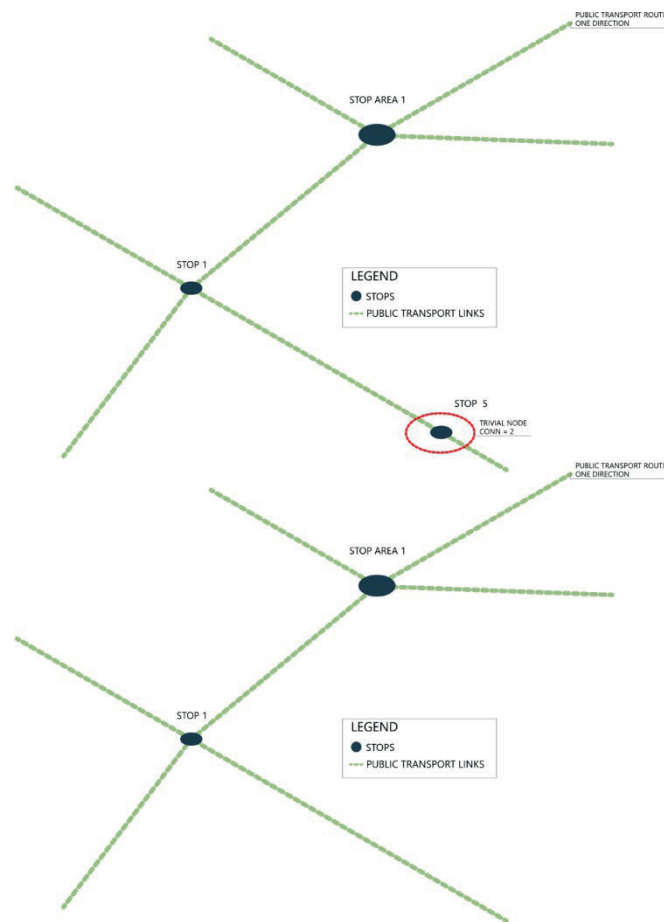 PUBLIC TRANSPORT ROUTE
ONE DIRECTION
STOP AREA 1
STOP 1
LEGEND
STOPS
PUBLIC TRANSPORT LINKS
STOP 5
TRIVIAL NODE
CONN = 2
PUBLIC TRANSPORT ROUTE
ONE DIRECTION
STOP AREA 1
STOP 1
LEGEND
STOPS
PUBLIC TRANSPORT LINKS